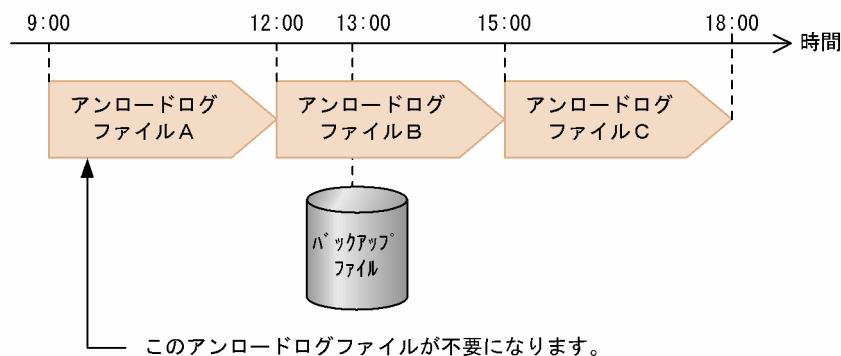 9:00 12:00 13:00 15:00 18:00
時間
アンロードログ
ファイルA
アンロードログ
ファイルB
アンロードログ
ファイルC
バックアップ
ファイル
このアンロードログファイルが不要になります。